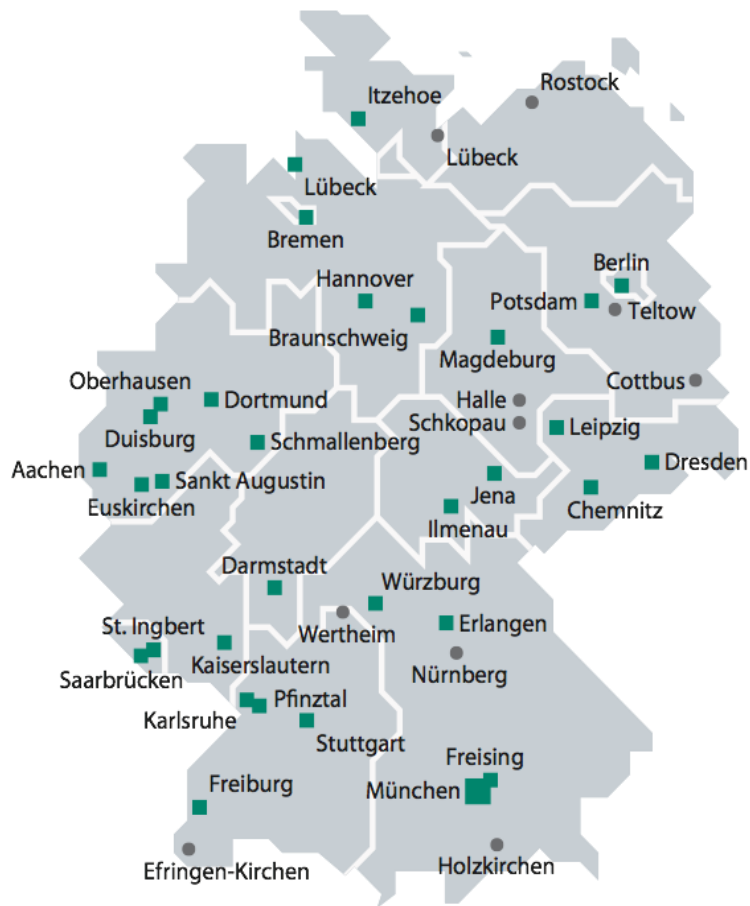 Rostock
Itzehoe
Lübeck
Lübeck
Bremen
Berlin
Hannover
Potsdam
Teltow
Braunschweig
Magdeburg
Oberhausen
Cottbus
Dortmund
Halle
Schkopau
Leipzig
Duisburg
Schmallenberg
Aachen
Dresden
Sankt Augustin
Jena
Euskirchen
Chemnitz
Ilmenau
Darmstadt
Würzburg
St. Ingbert
Wertheim
Erlangen
Kaiserslautern
Nürnberg
Saarbrücken
Pfinztal
Karlsruhe
Stuttgart
Freising
Freiburg
München
Holzkirchen
Efringen-Kirchen